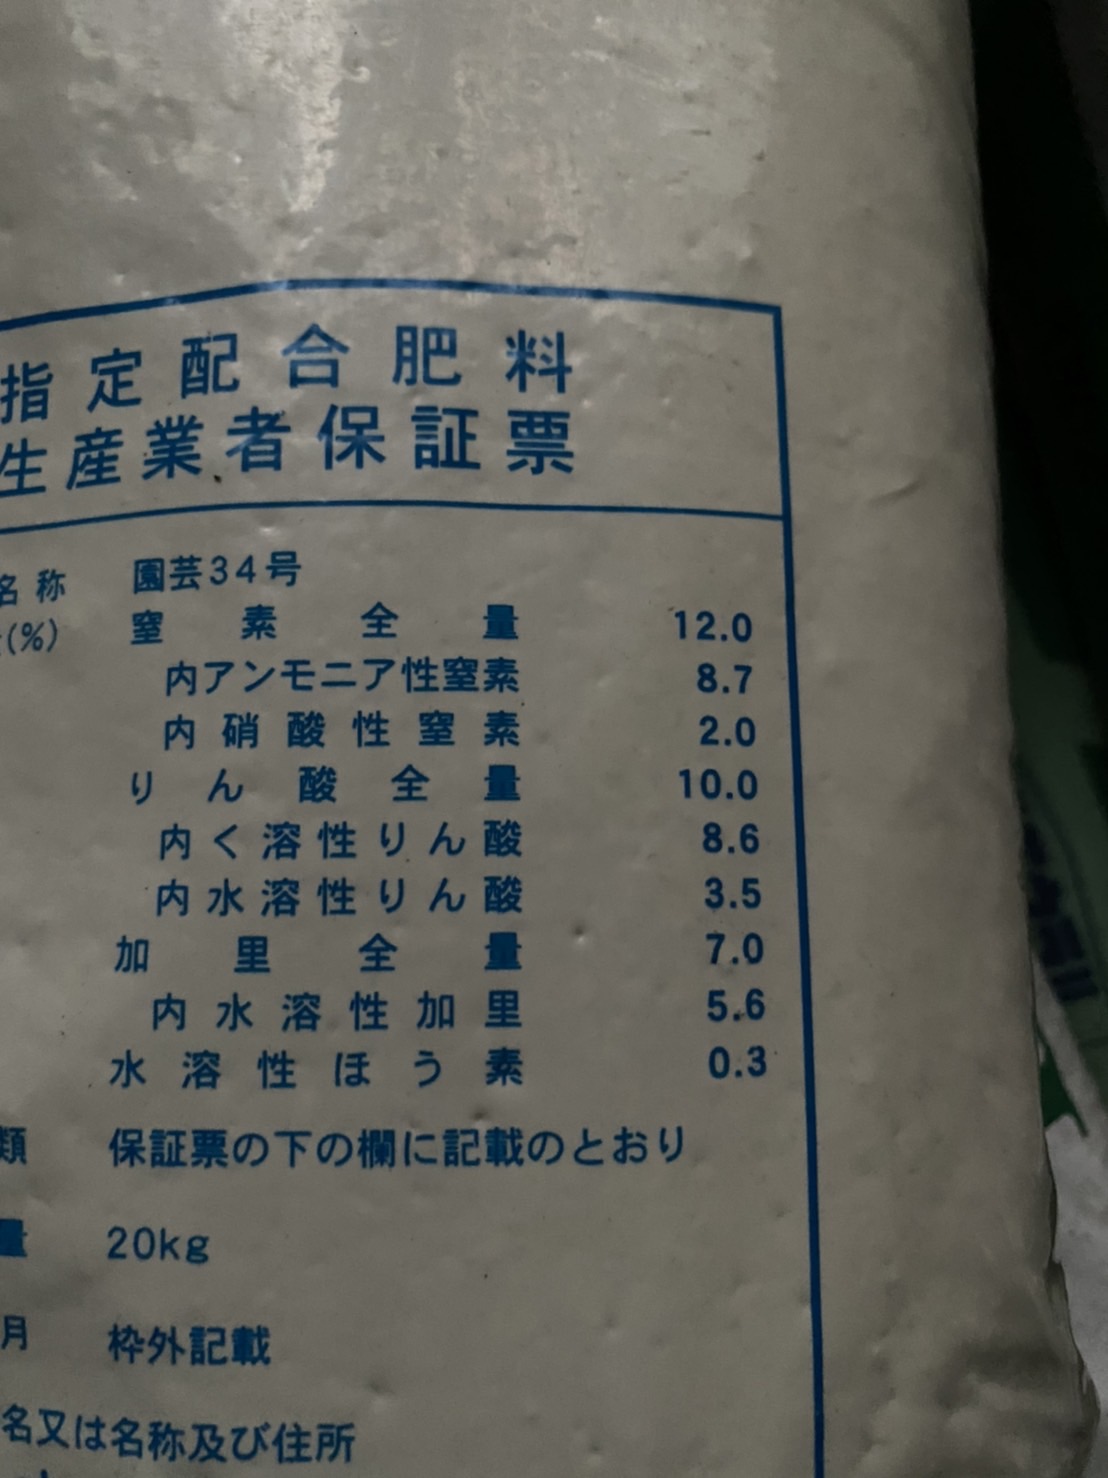 指定配合肥料
生産業者保証票
名称 園芸34号
(%) 窒素全量 12.0
内アンモニア性窒素 8.7
内硝酸性窒素 2.0
りん酸全量 10.0
内く溶性りん酸 8.6
内水溶性りん酸 3.5
加里全量 7.0
内水溶性加里 5.6
水溶性ほう素 0.3
類 保証票の下の欄に記載のとおり
量 20kg
月 枠外記載
名又は名称及び住所